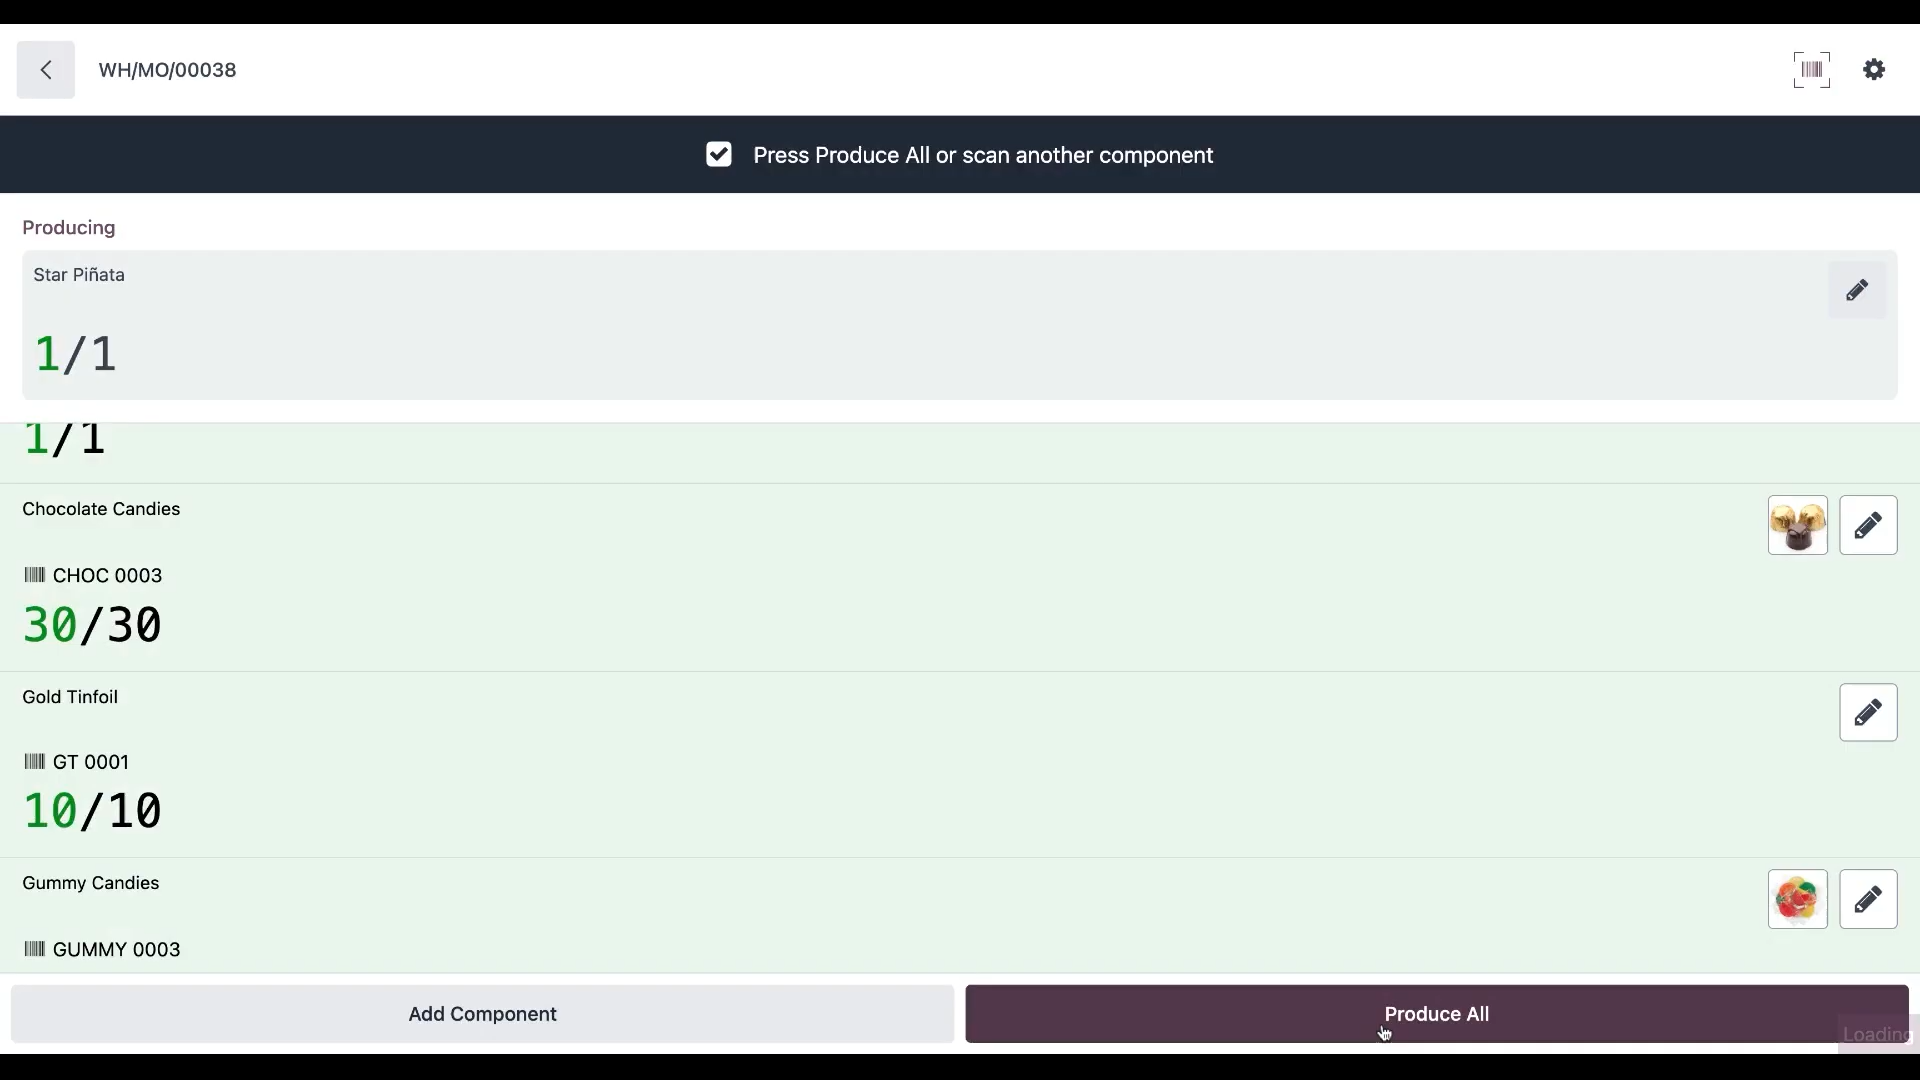 WH/MO/00038
Press Produce All or scan another component
Producing
Star Piñata
1/1
1/1
Chocolate Candies
CHOC 0003
30/30
Gold Tinfoil
GT 0001
10/10
Gummy Candies
GUMMY 0003
Add Component
Produce All
Loading